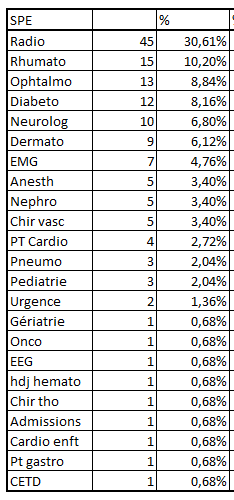 SPE %
Radio 45 30,61%
Rhumato 15 10,20%
Ophtalmo 13 8,84%
Diabeto 12 8,16%
Neurolog 10 6,80%
Dermato 9 6,12%
EMG 7 4,76%
Anesth 5 3,40%
Nephro 5 3,40%
Chir vasc 5 3,40%
PT Cardio 4 2,72%
Pneumo 3 2,04%
Pediatrie 3 2,04%
Urgence 2 1,36%
Gériatrie 1 0,68%
Onco 1 0,68%
EEG 1 0,68%
hdj hemato 1 0,68%
Chir tho 1 0,68%
Admissions 1 0,68%
Cardio enft 1 0,68%
Pt gastro 1 0,68%
CETD 1 0,68%